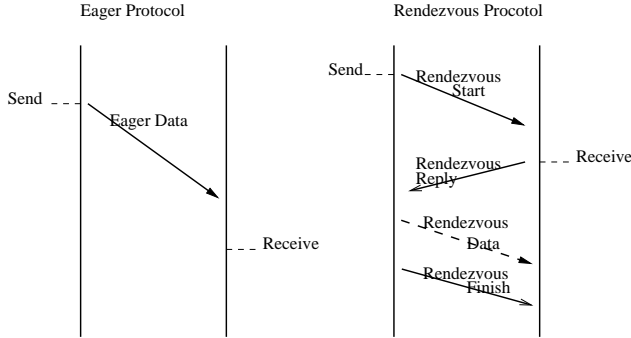 Eager Protocol
Send
Eager Data
Receive
Rendezvous Procotol
Send
Rendezvous
Start
Receive
Rendezvous
Reply
Rendezvous
Data
Rendezvous
Finish